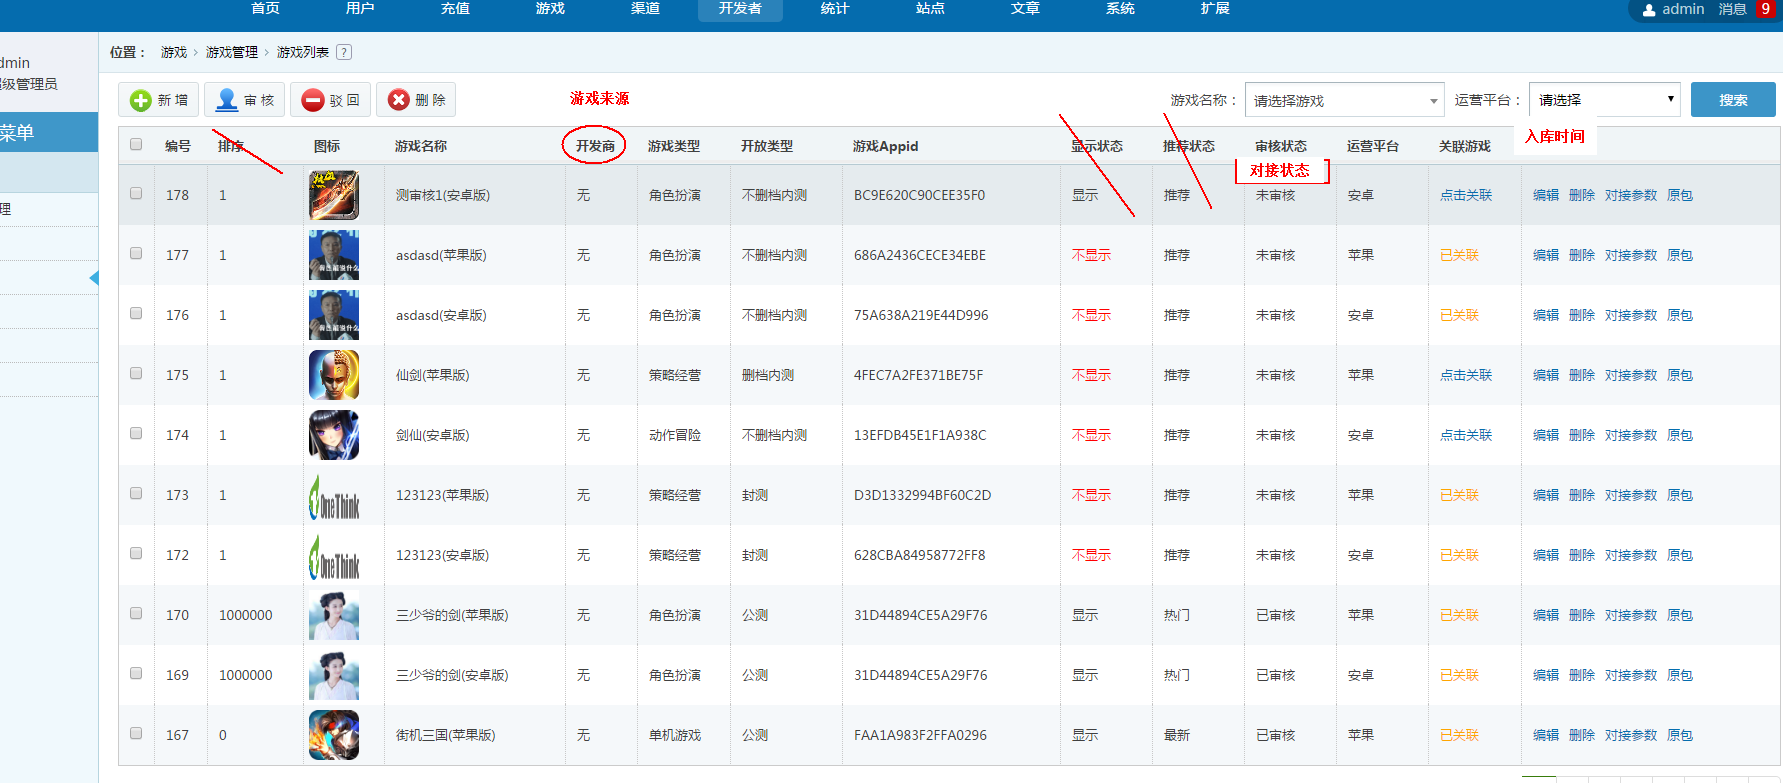 首页 用户 充值 游戏 渠道 开发者 统计 站点 文章 系统 扩展 admin 消息 9
dmin
级管理员
菜单
理
位置： 游戏 › 游戏管理 › 游戏列表 ?
新 增 审 核 驳 回 删 除 游戏来源 游戏名称： 请选择游戏 运营平台： 请选择 搜索
入库时间
编号 排序 图标 游戏名称 开发商 游戏类型 开放类型 游戏Appid 显示状态 推荐状态 审核状态 运营平台 关联游戏
对接状态
178 1 测审核1(安卓版) 无 角色扮演 不删档内测 BC9E620C90CEE35F0 显示 推荐 未审核 安卓 点击关联 编辑 删除 对接参数 原包
177 1 asdasd(苹果版) 无 角色扮演 不删档内测 686A2436CECE34EBE 不显示 推荐 未审核 苹果 已关联 编辑 删除 对接参数 原包
176 1 asdasd(安卓版) 无 角色扮演 不删档内测 75A638A219E44D996 不显示 推荐 未审核 安卓 已关联 编辑 删除 对接参数 原包
175 1 仙剑(苹果版) 无 策略经营 删档内测 4FEC7A2FE371BE75F 不显示 推荐 未审核 苹果 点击关联 编辑 删除 对接参数 原包
174 1 剑仙(安卓版) 无 动作冒险 不删档内测 13EFDB45E1F1A938C 不显示 推荐 未审核 安卓 点击关联 编辑 删除 对接参数 原包
173 1 OneThink 123123(苹果版) 无 策略经营 封测 D3D1332994BF60C2D 不显示 推荐 未审核 苹果 已关联 编辑 删除 对接参数 原包
172 1 OneThink 123123(安卓版) 无 策略经营 封测 628CBA84958772FF8 不显示 推荐 未审核 安卓 已关联 编辑 删除 对接参数 原包
170 1000000 三少爷的剑(苹果版) 无 角色扮演 公测 31D44894CE5A29F76 显示 热门 已审核 苹果 已关联 编辑 删除 对接参数 原包
169 1000000 三少爷的剑(安卓版) 无 角色扮演 公测 31D44894CE5A29F76 显示 热门 已审核 安卓 已关联 编辑 删除 对接参数 原包
167 0 街机三国(苹果版) 无 单机游戏 公测 FAA1A983F2FFA0296 显示 最新 已审核 苹果 已关联 编辑 删除 对接参数 原包